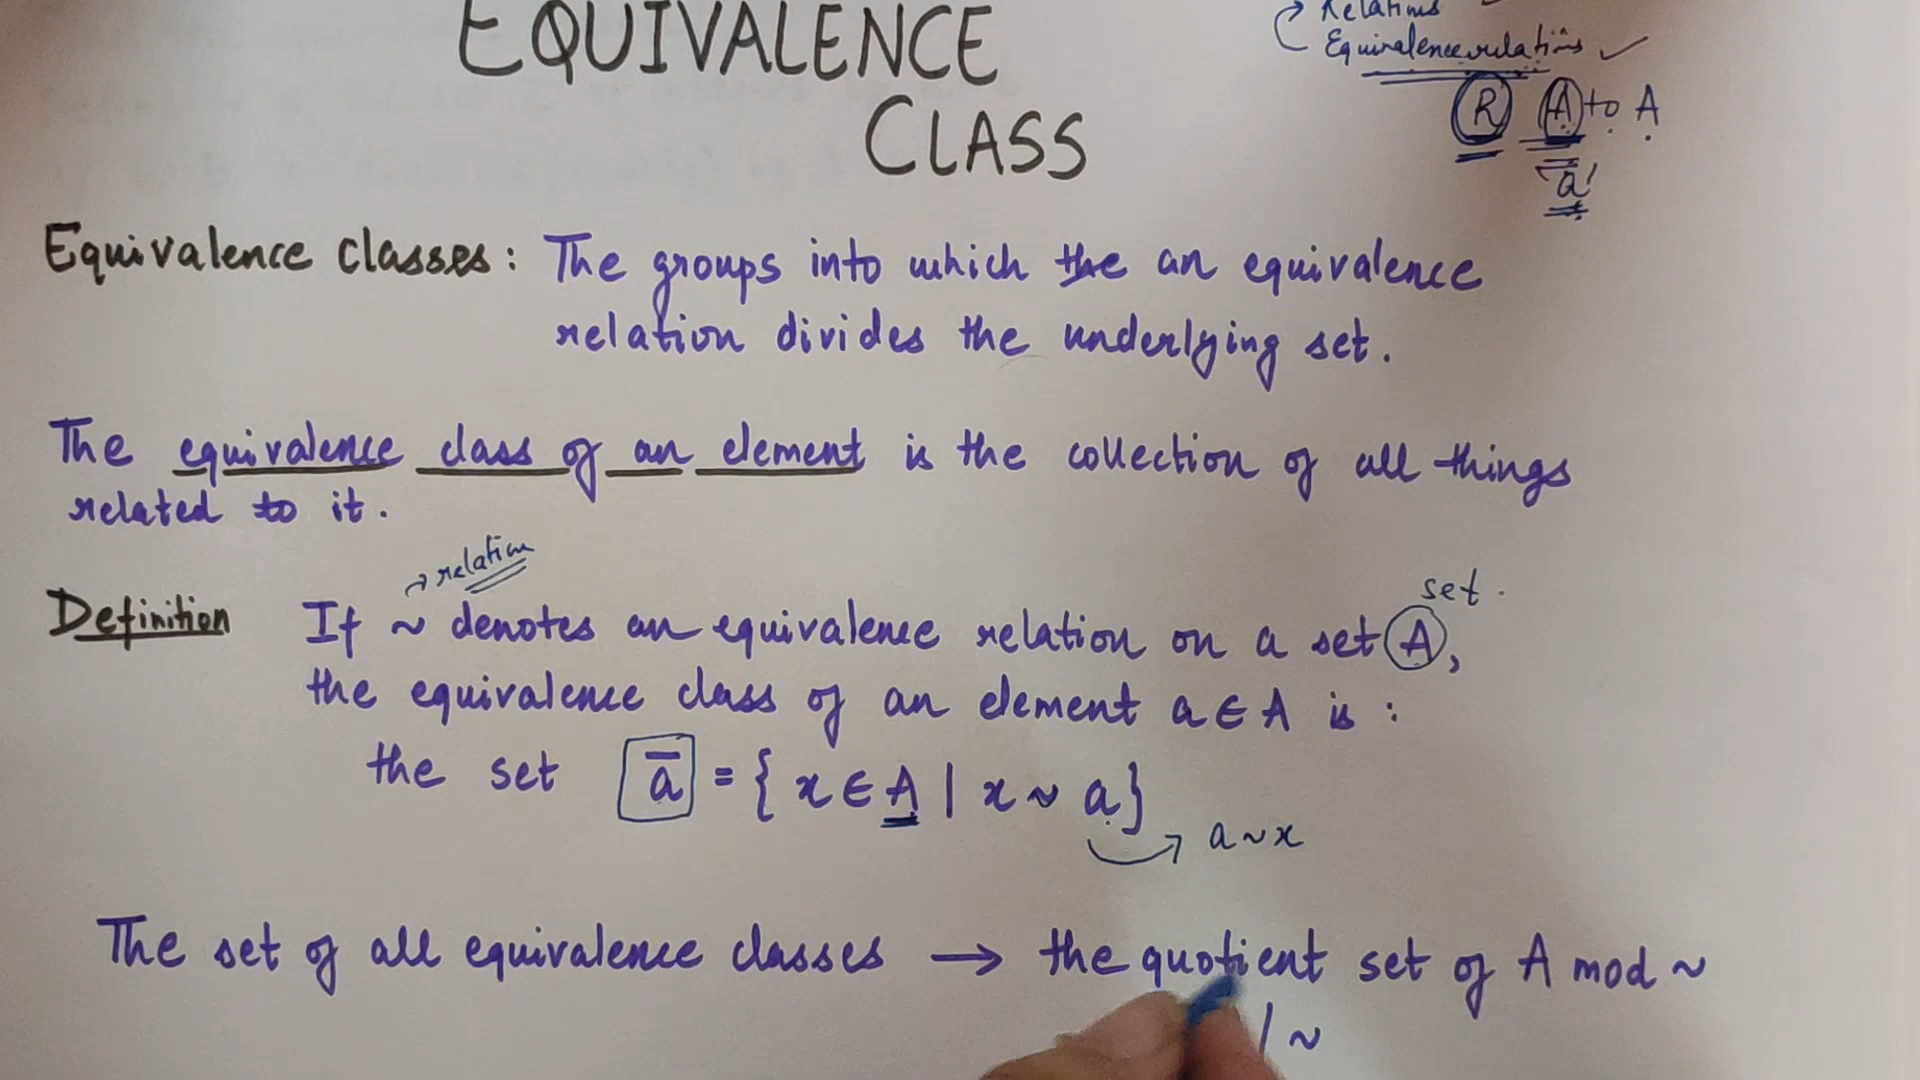 EQUIVALENCE
CLASS
Relations
Equivalence relations ✓
R A to A
a
Equivalence Classes : The groups into which the an equivalence
relation divides the underlying set.
The equivalence class of an element is the collection of all things
related to it.
→ relation
set.
Definition If ~ denotes an equivalence relation on a set A,
the equivalence class of an element a ∈ A is :
the set a̅ = { x ∈ A | x ~ a}
→ a ~ x
The set of all equivalence classes → the quotient set of A mod ~
/ ~